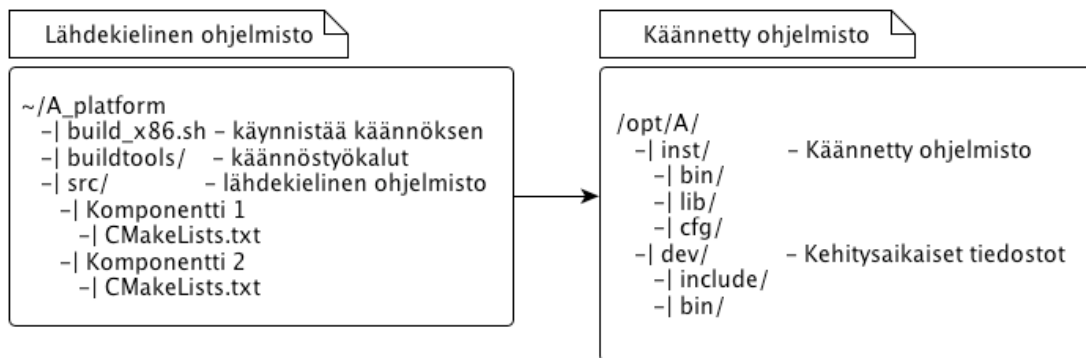 Lähdekielinen ohjelmisto
~/A_platform
-| build_x86.sh – käynnistää käännöksen
-| buildtools/ – käännöstyökalut
-| src/ – lähdekielinen ohjelmisto
-| Komponentti 1
-| CMakeLists.txt
-| Komponentti 2
-| CMakeLists.txt
Käännetty ohjelmisto
/opt/A/
-| inst/ – Käännetty ohjelmisto
-| bin/
-| lib/
-| cfg/
-| dev/ – Kehitysaikaiset tiedostot
-| include/
-| bin/